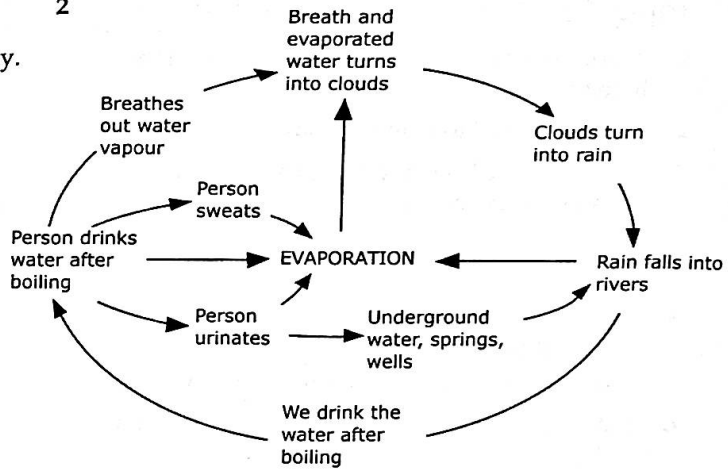 2
y.
Breath and
evaporated
water turns
into clouds
Breathes
out water
vapour
Clouds turn
into rain
Person
sweats
Person drinks
water after
boiling
EVAPORATION
Rain falls into
rivers
Person
urinates
Underground
water, springs,
wells
We drink the
water after
boiling